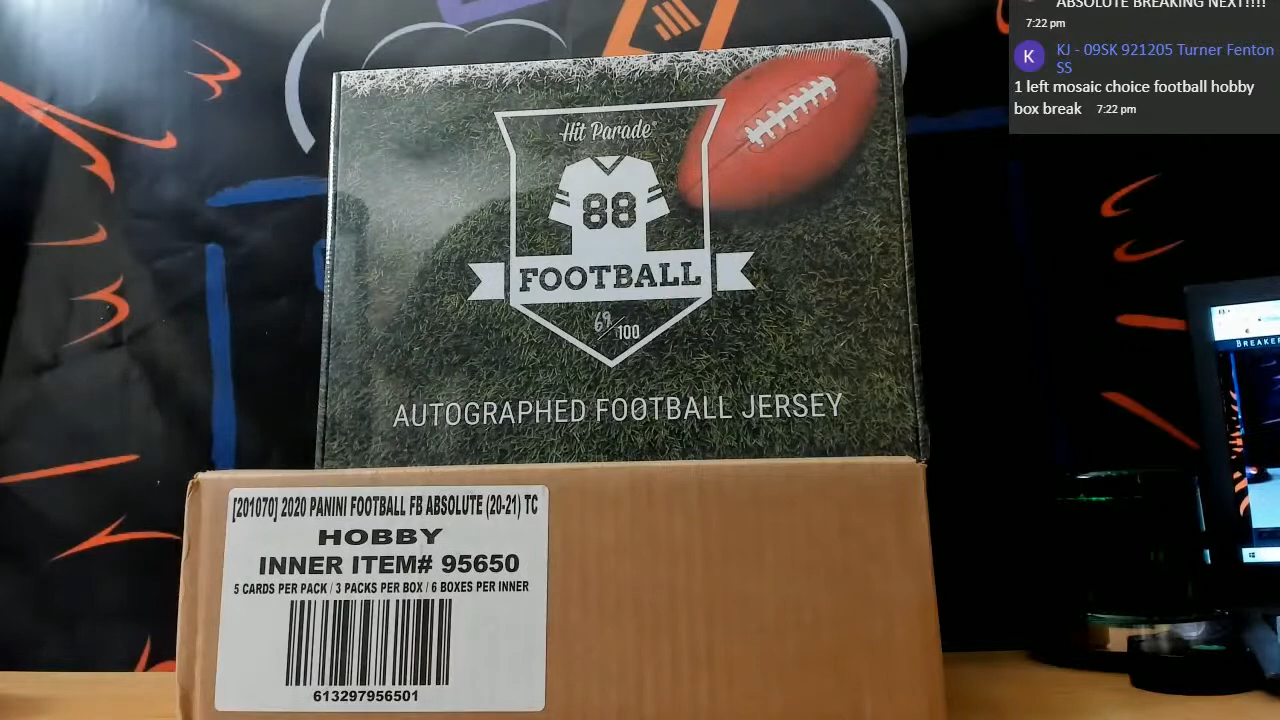 ABSOLUTE BREAKING NEXT!!!!
7:22 pm
K
KJ - 09SK 921205 Turner Fenton
SS
1 left mosaic choice football hobby
box break 7:22 pm
Hit Parade
88
FOOTBALL
69/100
AUTOGRAPHED FOOTBALL JERSEY
[201070] 2020 PANINI FOOTBALL FB ABSOLUTE (20-21) TC
HOBBY
INNER ITEM# 95650
5 CARDS PER PACK / 3 PACKS PER BOX / 6 BOXES PER INNER
613297956501
BREAKER